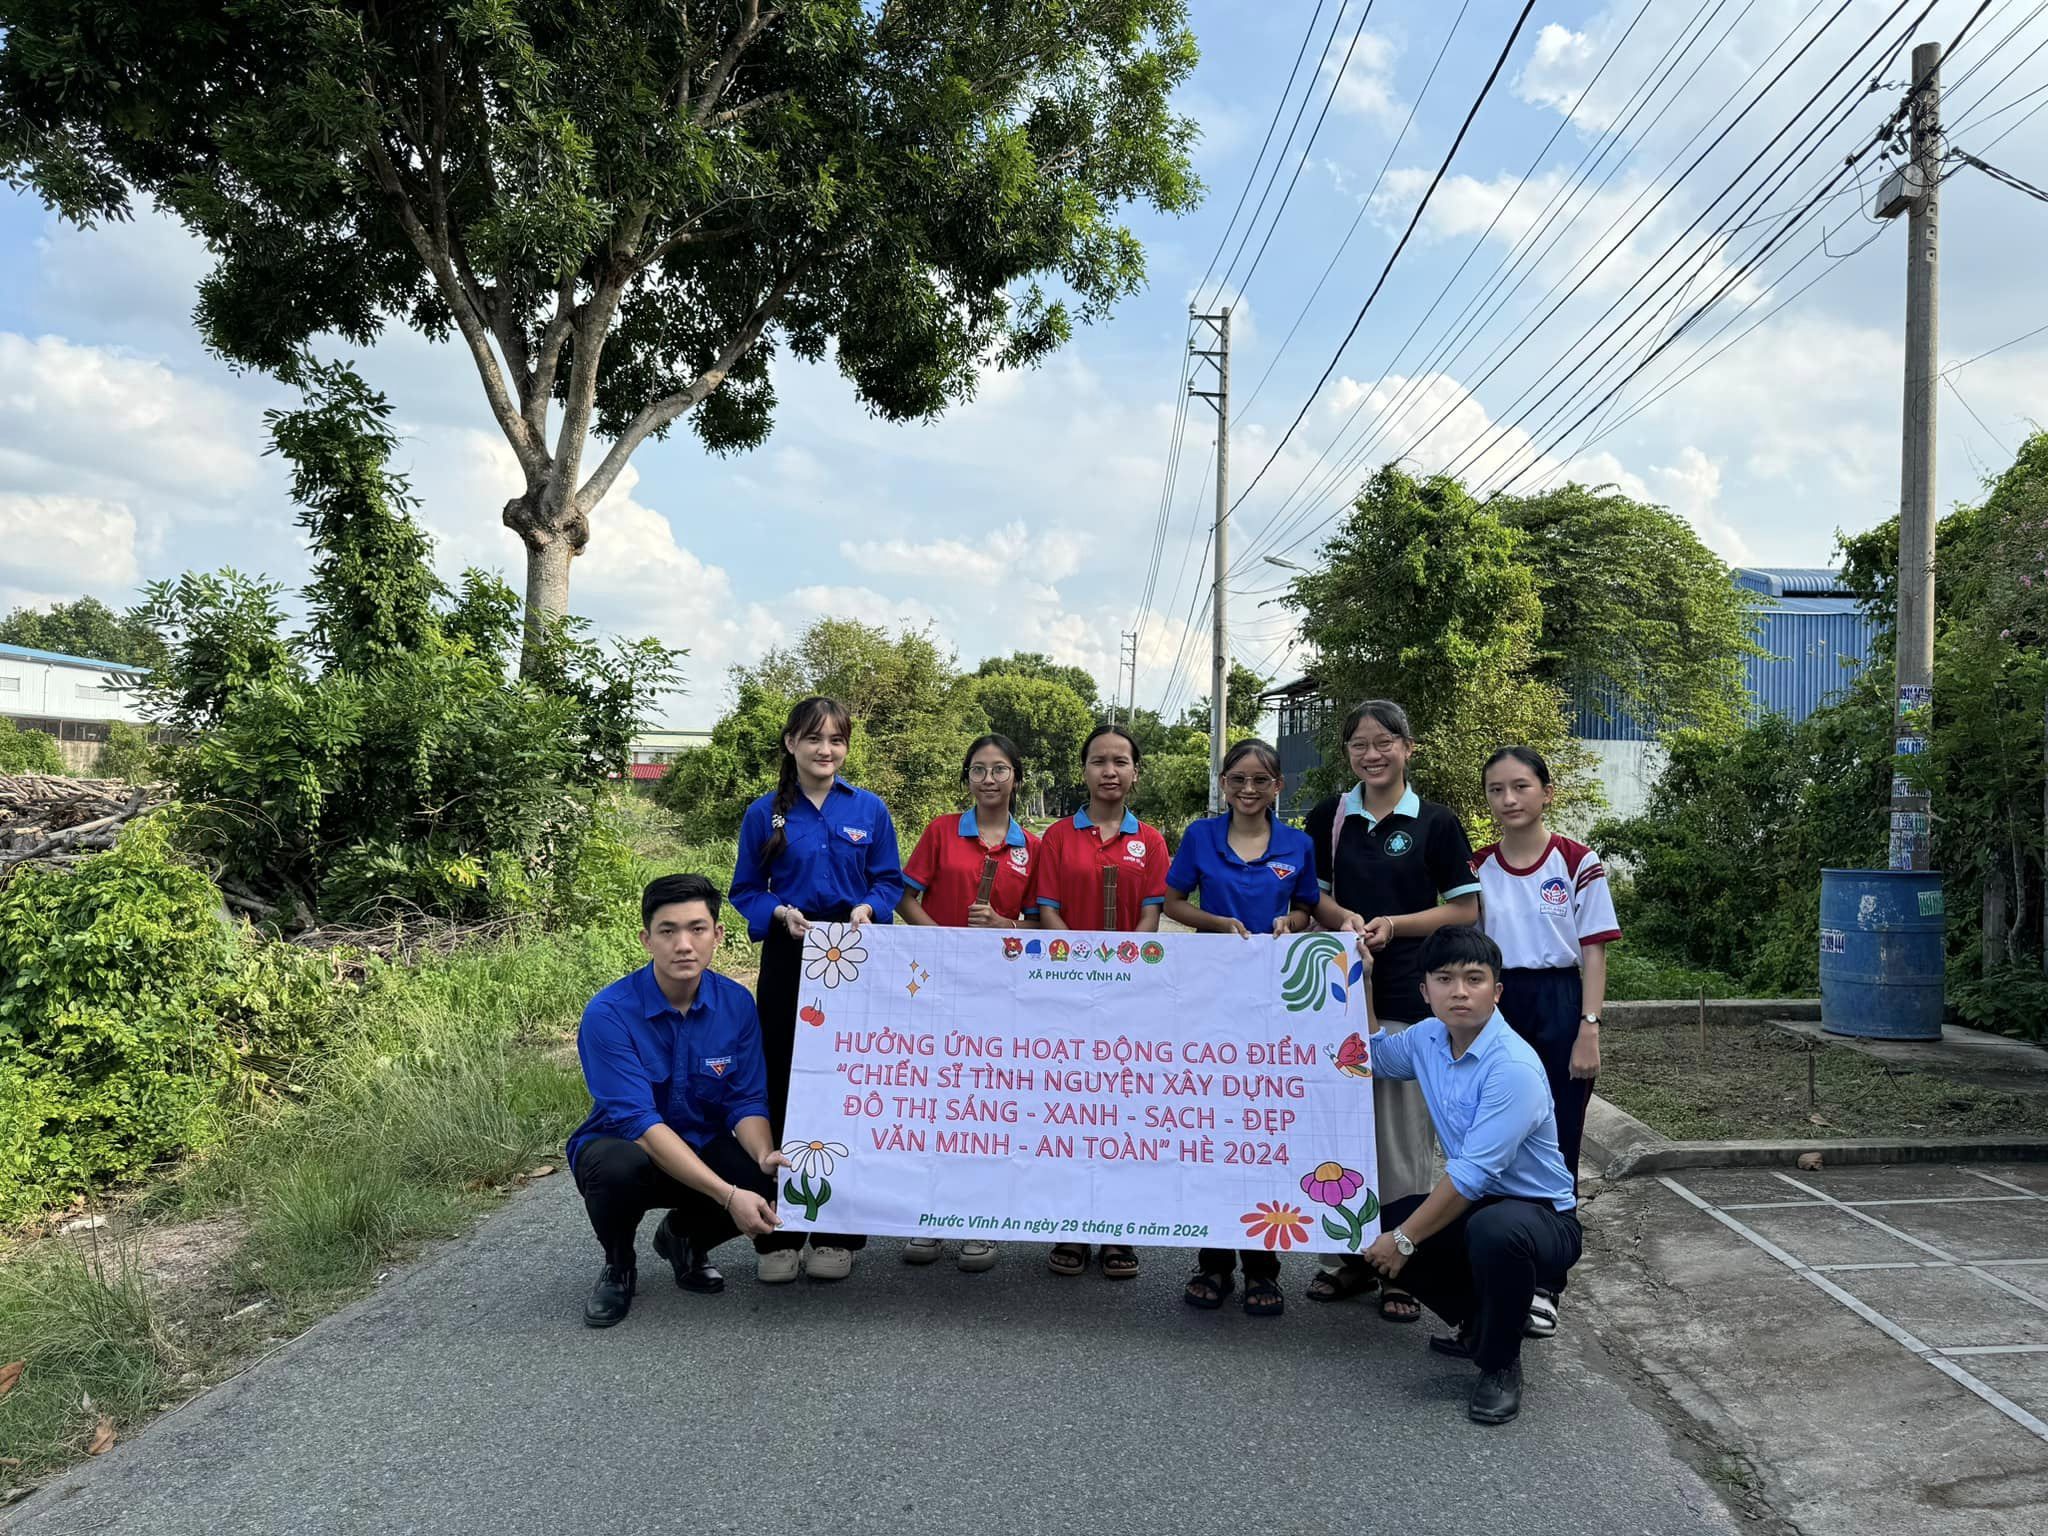 XÃ PHƯỚC VĨNH AN
HƯỞNG ỨNG HOẠT ĐỘNG CAO ĐIỂM
“CHIẾN SĨ TÌNH NGUYỆN XÂY DỰNG
ĐÔ THỊ SÁNG - XANH - SẠCH - ĐẸP
VĂN MINH - AN TOÀN” HÈ 2024
Phước Vĩnh An ngày 29 tháng 6 năm 2024